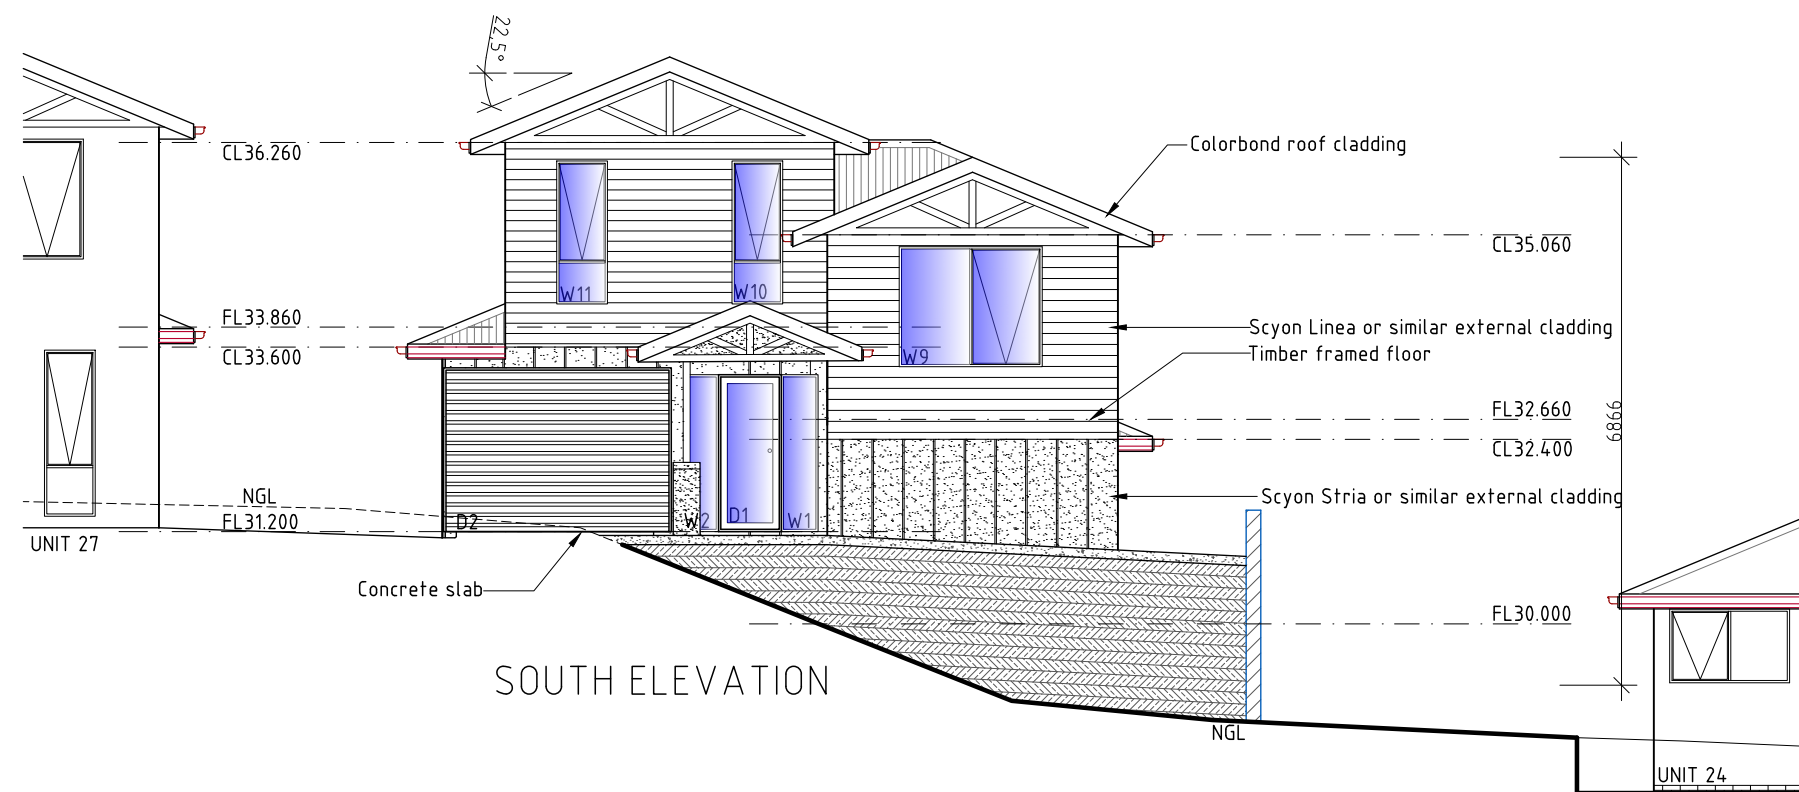 22.5°
CL36.260
Colorbond roof cladding
CL35.060
W11
W10
FL33.860
Scyon Linea or similar external cladding
CL33.600
W9
Timber framed floor
FL32.660
6866
CL32.400
NGL
Scyon Stria or similar external cladding
FL31.200
D2
W2
D1
W1
UNIT 27
Concrete slab
FL30.000
SOUTH ELEVATION
NGL
UNIT 24